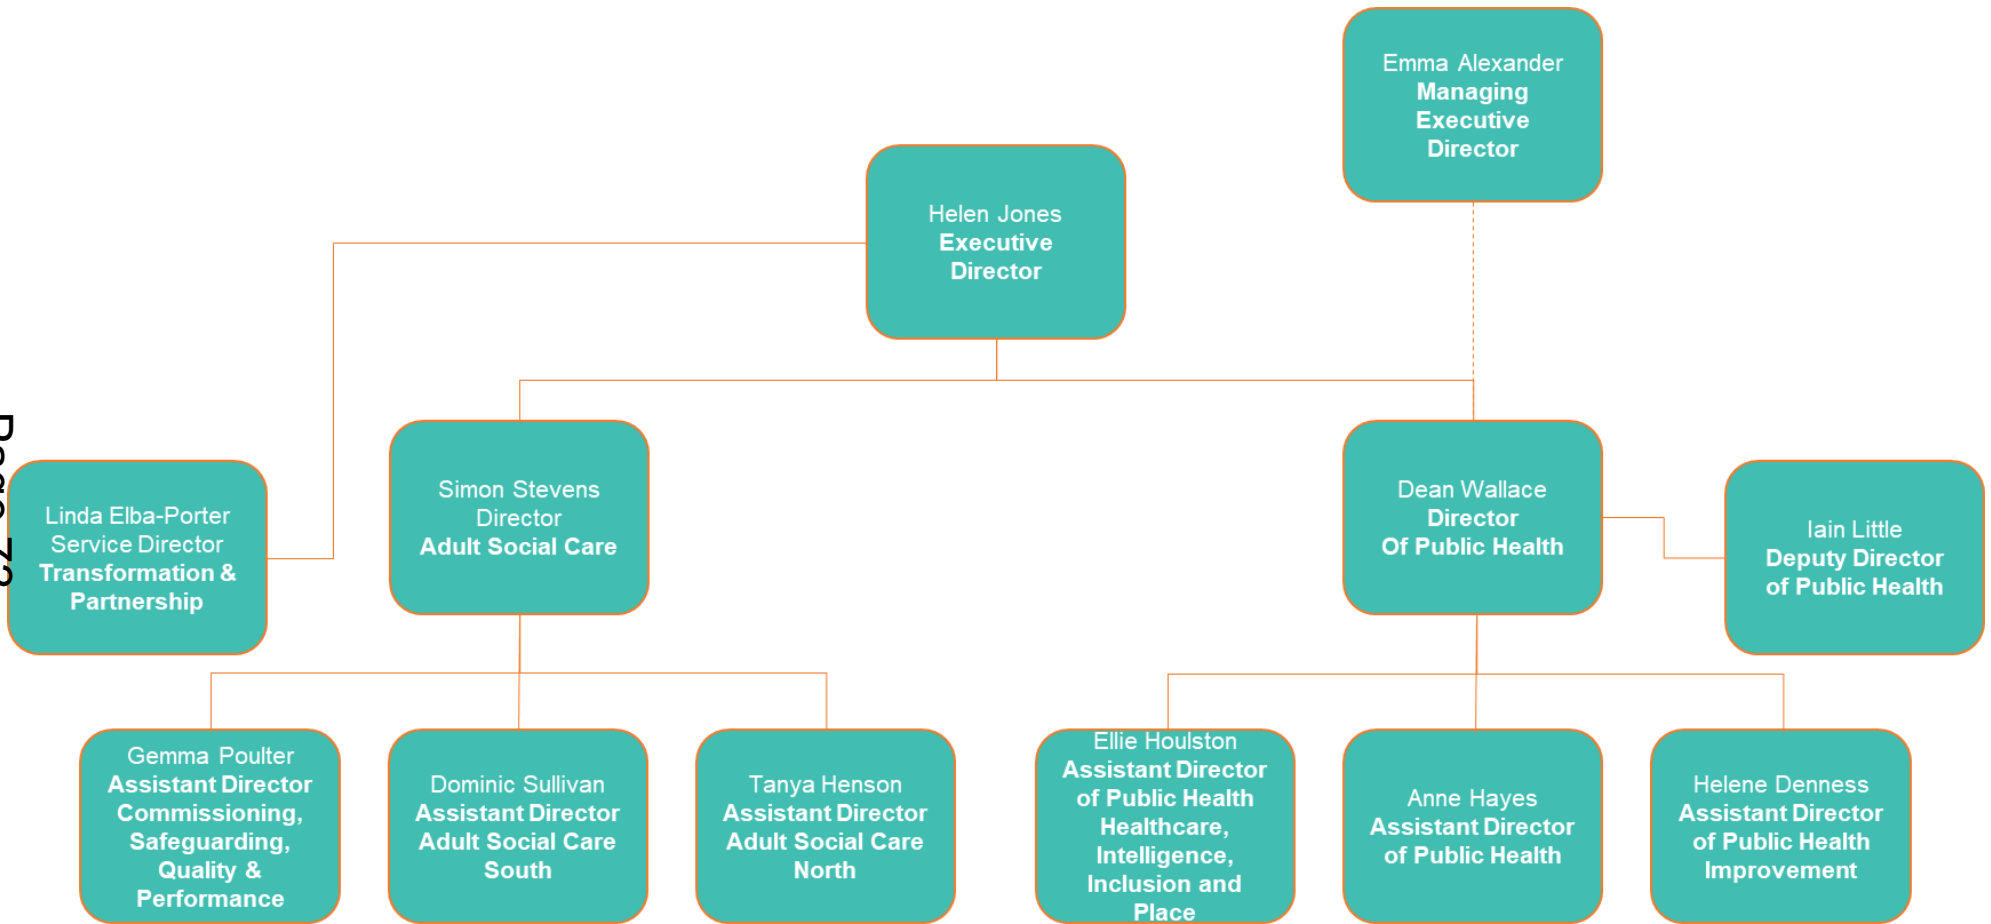 Emma Alexander
Managing
Executive
Director
Helen Jones
Executive
Director
Simon Stevens
Director
Adult Social Care
Dean Wallace
Director
Of Public Health
Linda Elba-Porter
Service Director
Transformation &
Partnership
Iain Little
Deputy Director
of Public Health
Gemma Poulter
Assistant Director
Commissioning,
Safeguarding,
Quality &
Performance
Dominic Sullivan
Assistant Director
Adult Social Care
South
Tanya Henson
Assistant Director
Adult Social Care
North
Ellie Houlston
Assistant Director
of Public Health
Healthcare,
Intelligence,
Inclusion and
Place
Anne Hayes
Assistant Director
of Public Health
Helene Denness
Assistant Director
of Public Health
Improvement
Page